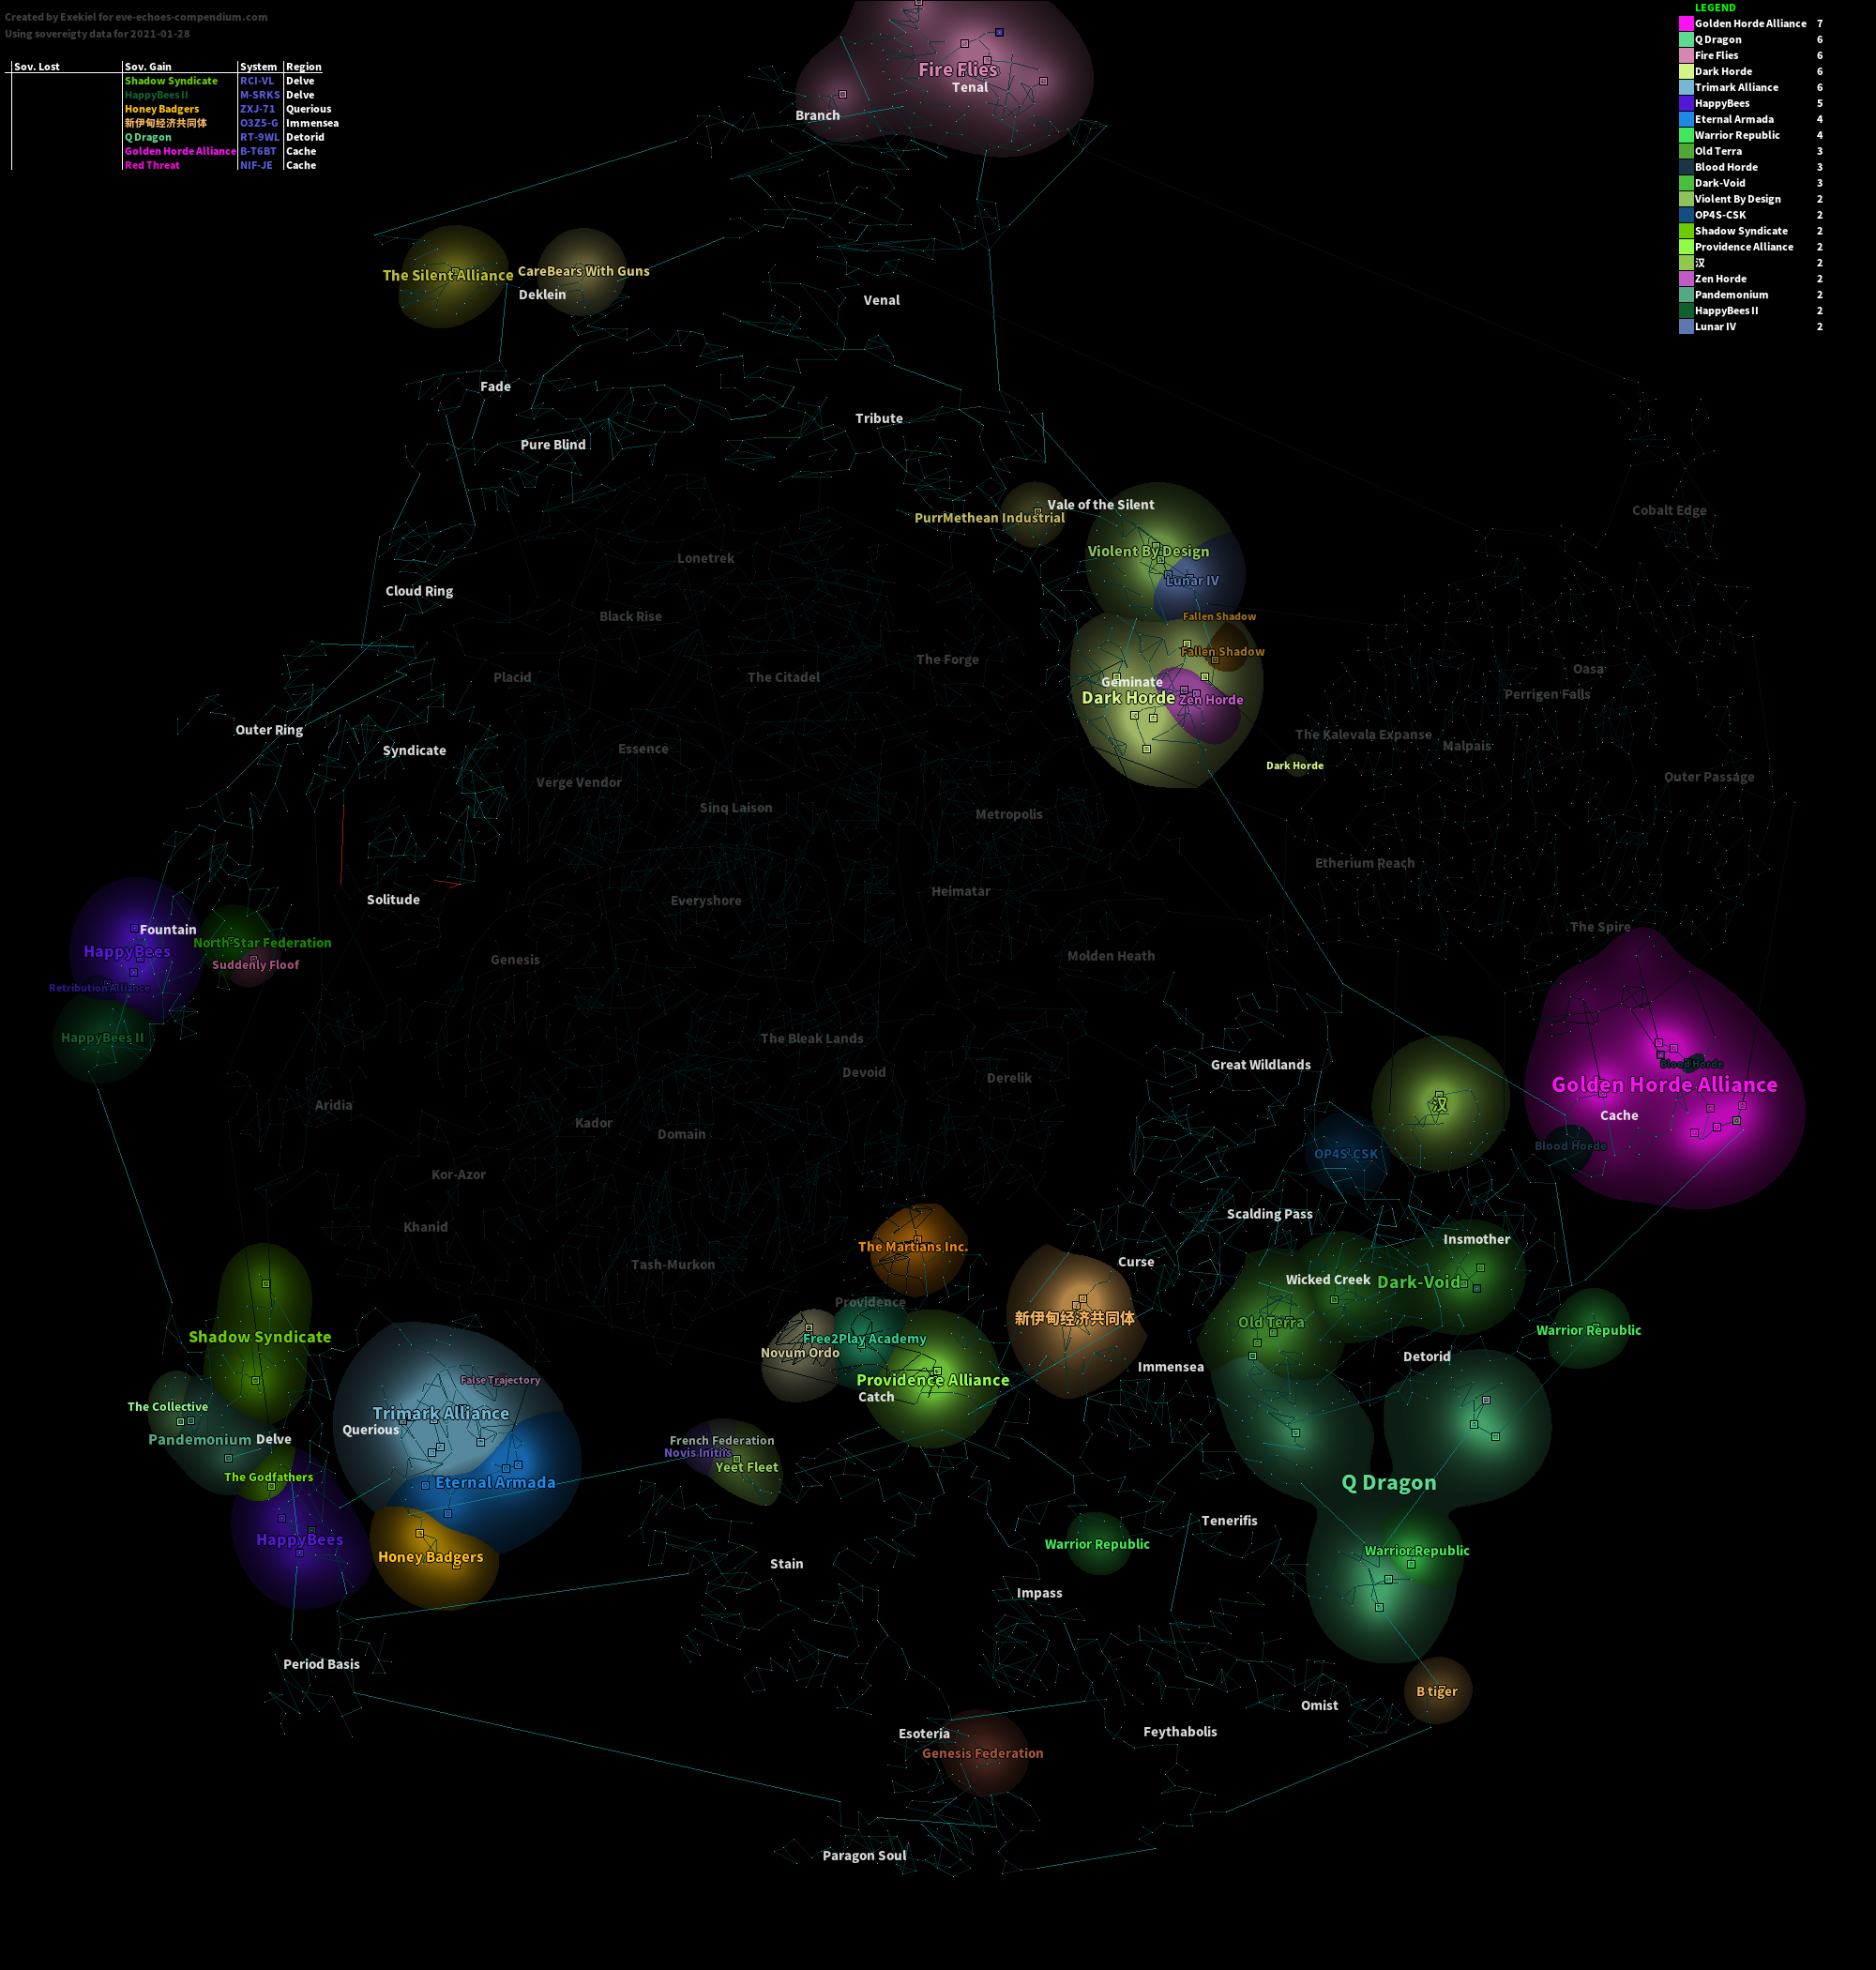 Created by Exekiel for eve-echoes-compendium.com
Using sovereigty data for 2021-01-28
Sov. Lost Sov. Gain System Region
Shadow Syndicate RCI-VL Delve
HappyBees II M-SRKS Delve
Honey Badgers ZXJ-71 Querious
新伊甸经济共同体 O3Z5-G Immensea
Q Dragon RT-9WL Detorid
Golden Horde Alliance B-T6BT Cache
Red Threat NIF-JE Cache
LEGEND
Golden Horde Alliance 7
Q Dragon 6
Fire Flies 6
Dark Horde 6
Trimark Alliance 6
HappyBees 5
Eternal Armada 4
Warrior Republic 4
Old Terra 3
Blood Horde 3
Dark-Void 3
Violent By Design 2
OP4S-CSK 2
Shadow Syndicate 2
Providence Alliance 2
汉 2
Zen Horde 2
Pandemonium 2
HappyBees II 2
Lunar IV 2
Fire Flies
Tenal
Branch
The Silent Alliance
CareBears With Guns
Deklein
Venal
Fade
Tribute
Pure Blind
Vale of the Silent
PurrMethean Industrial
Cobalt Edge
Violent By Design
Lonetrek
Lunar IV
Cloud Ring
Black Rise
Fallen Shadow
Fallen Shadow
The Forge
Oasa
Placid
The Citadel
Geminate
Dark Horde
Zen Horde
Perrigen Falls
Outer Ring
The Kalevala Expanse
Malpais
Syndicate
Essence
Dark Horde
Outer Passage
Verge Vendor
Sinq Laison
Metropolis
Etherium Reach
Heimatar
Solitude
Everyshore
The Spire
Fountain
HappyBees
North Star Federation
Suddenly Floof
Genesis
Molden Heath
Retribution Alliance
HappyBees II
The Bleak Lands
Great Wildlands
Blood Horde
Devoid
Derelik
Golden Horde Alliance
Cache
Aridia
汉
Kador
Domain
Blood Horde
OP4S-CSK
Kor-Azor
Scalding Pass
Khanid
Insmother
The Martians Inc.
Curse
Tash-Murkon
Wicked Creek
Dark-Void
Providence
新伊甸经济共同体
Old Terra
Warrior Republic
Shadow Syndicate
Free2Play Academy
Novum Ordo
Detorid
Immensea
False Trajectory
Providence Alliance
Catch
The Collective
Trimark Alliance
Querious
Pandemonium
Delve
French Federation
Novis Initiis
Yeet Fleet
The Godfathers
Eternal Armada
Q Dragon
Tenerifis
HappyBees
Warrior Republic
Warrior Republic
Honey Badgers
Stain
Impass
Period Basis
B tiger
Omist
Esoteria
Feythabolis
Genesis Federation
Paragon Soul